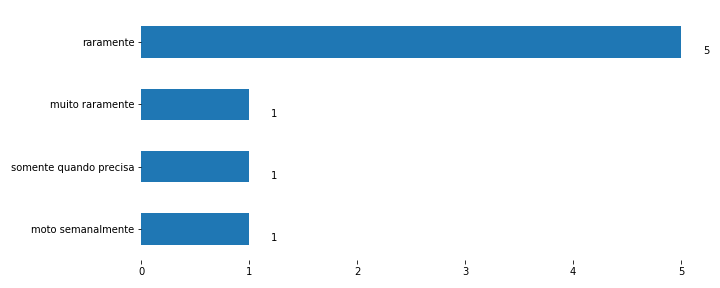 raramente
5
muito raramente
1
somente quando precisa
1
moto semanalmente
1
0 1 2 3 4 5